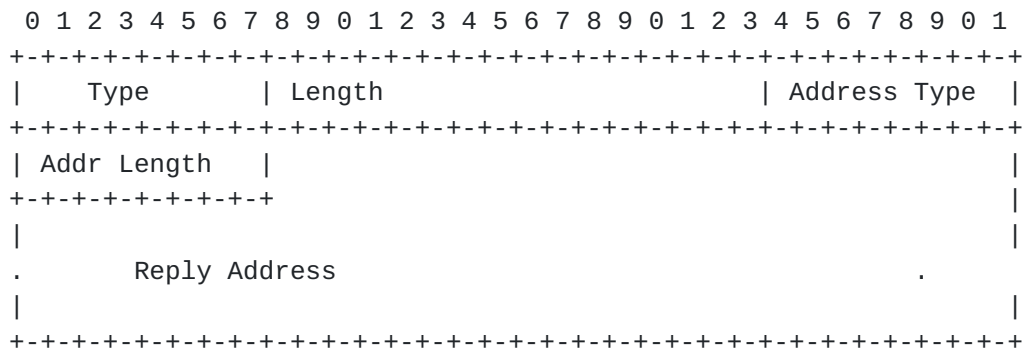 0 1 2 3 4 5 6 7 8 9 0 1 2 3 4 5 6 7 8 9 0 1 2 3 4 5 6 7 8 9 0 1
+-+-+-+-+-+-+-+-+-+-+-+-+-+-+-+-+-+-+-+-+-+-+-+-+-+-+-+-+-+-+-+-+
|    Type       | Length                        | Address Type  |
+-+-+-+-+-+-+-+-+-+-+-+-+-+-+-+-+-+-+-+-+-+-+-+-+-+-+-+-+-+-+-+-+
| Addr Length   |                                               |
+-+-+-+-+-+-+-+-+                                               |
|                                                               |
.       Reply Address                                     .
|                                                               |
+-+-+-+-+-+-+-+-+-+-+-+-+-+-+-+-+-+-+-+-+-+-+-+-+-+-+-+-+-+-+-+-+